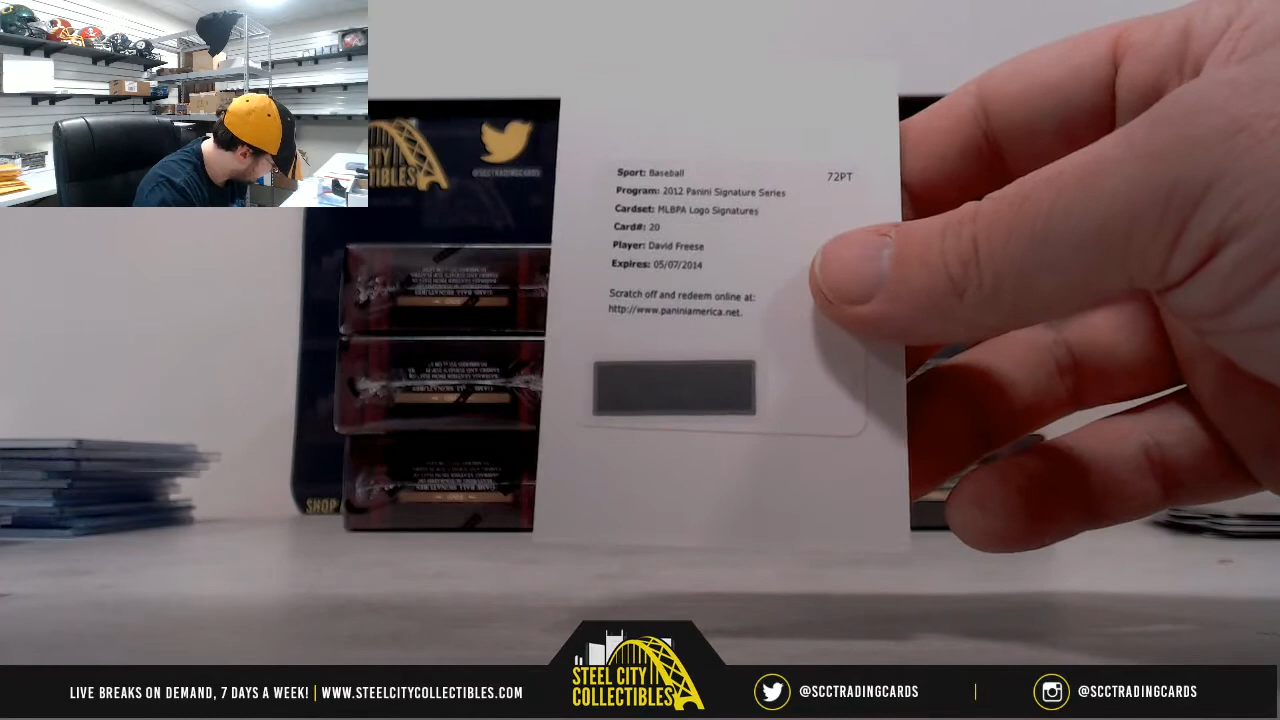 CITY
TIBLES
@SCCTRADINGCARDS
Sport: Baseball
72PT
Program: 2012 Panini Signature Series
Cardset: MLBPA Logo Signatures
Card#: 20
Player: David Freese
Expires: 05/07/2014
Scratch off and redeem online at:
http://www.paniniamerica.net.
SHOP
LIVE BREAKS ON DEMAND, 7 DAYS A WEEK! | WWW.STEELCITYCOLLECTIBLES.COM
STEEL CITY
COLLECTIBLES
@SCCTRADINGCARDS
@SCCTRADINGCARDS